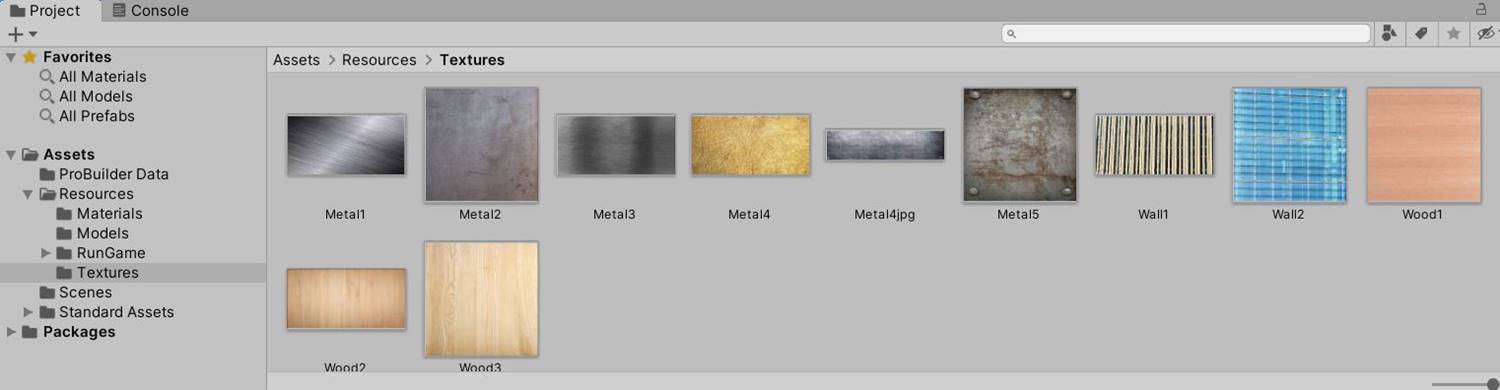 Project Console
Favorites
All Materials
All Models
All Prefabs
Assets
ProBuilder Data
Resources
Materials
Models
RunGame
Textures
Scenes
Standard Assets
Packages
Assets > Resources > Textures
Metal1 Metal2 Metal3 Metal4 Metal4jpg Metal5 Wall1 Wall2 Wood1
Wood2 Wood3